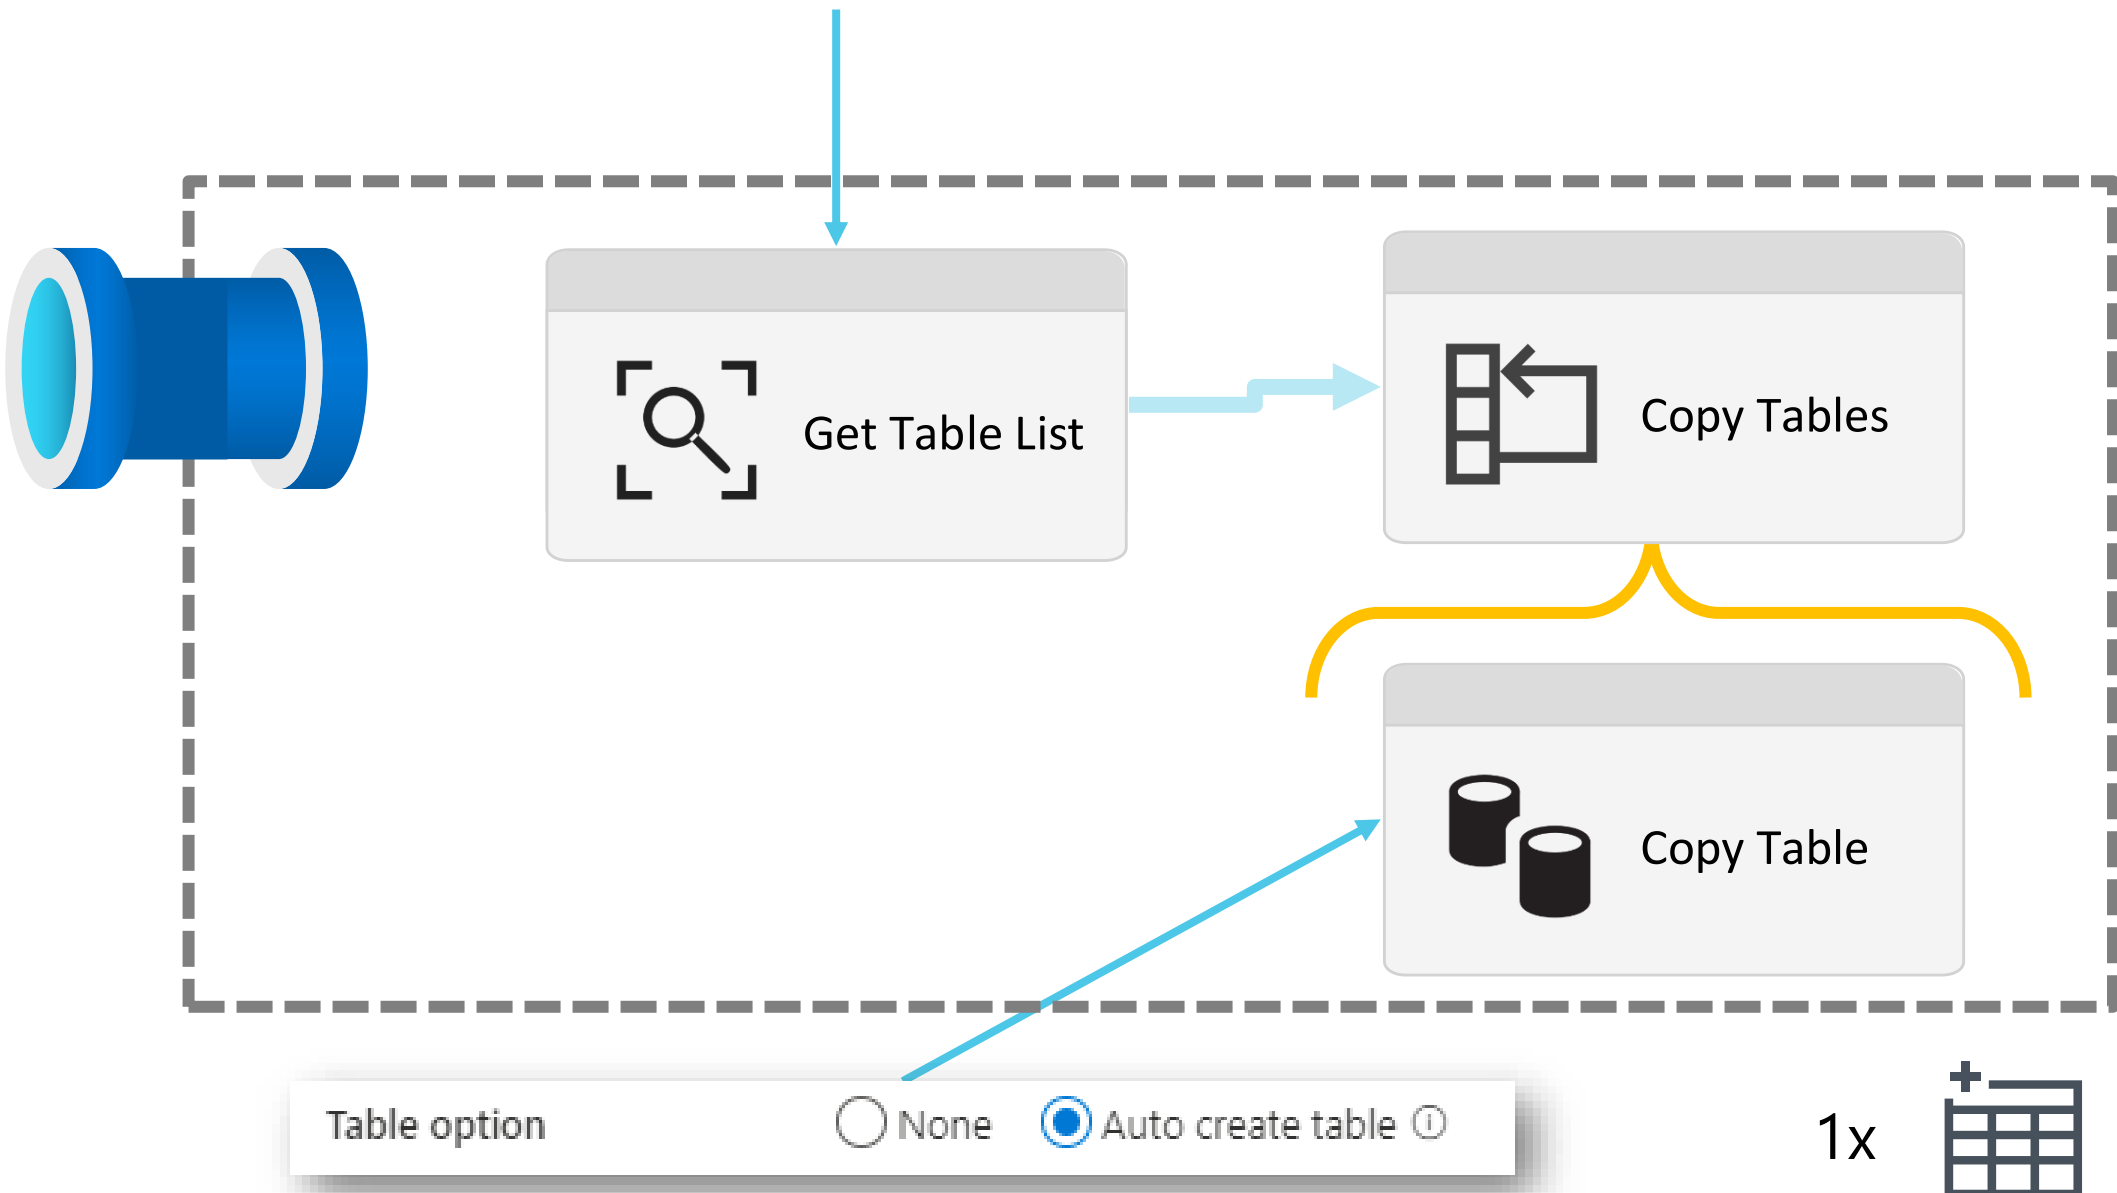 Get Table List
Copy Tables
Copy Table
Table option None Auto create table
1x